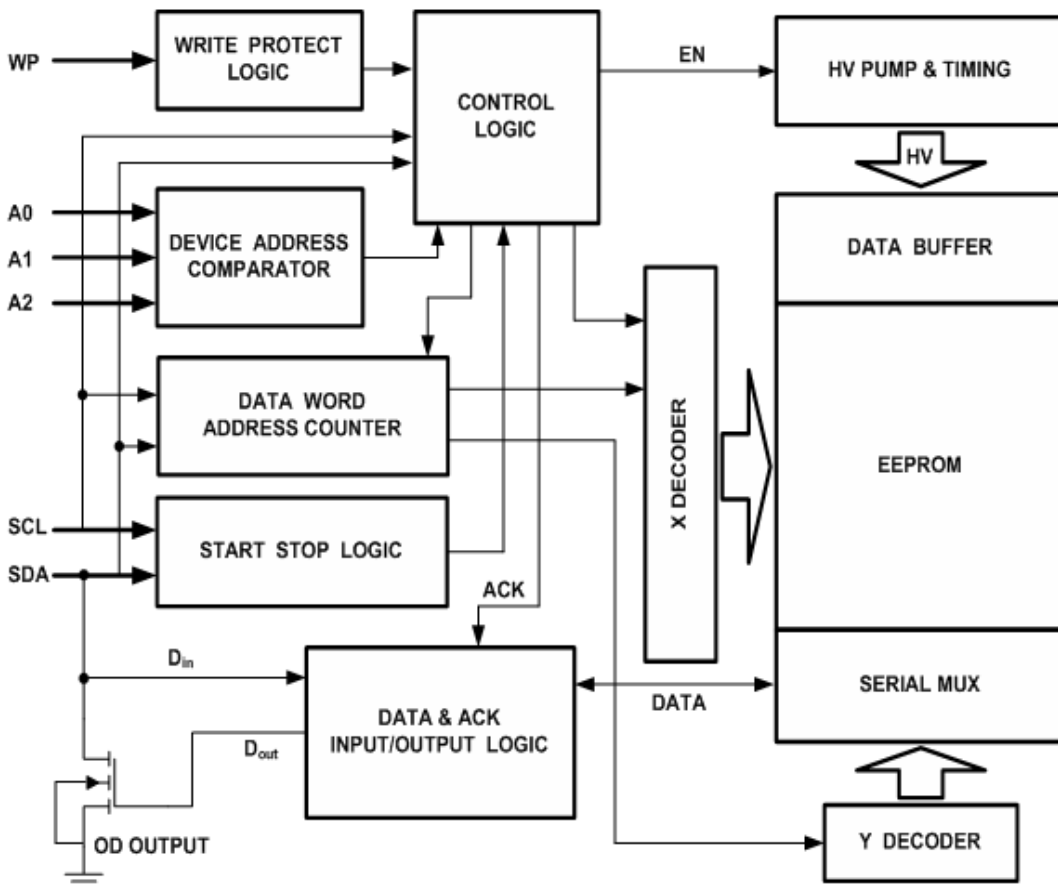 WP
WRITE PROTECT
LOGIC
CONTROL
LOGIC
EN
HV PUMP & TIMING
HV
A0
A1
A2
DEVICE ADDRESS
COMPARATOR
DATA BUFFER
DATA WORD
ADDRESS COUNTER
X DECODER
EEPROM
SCL
SDA
START STOP LOGIC
ACK
Din
DATA & ACK
INPUT/OUTPUT LOGIC
Dout
DATA
SERIAL MUX
OD OUTPUT
Y DECODER